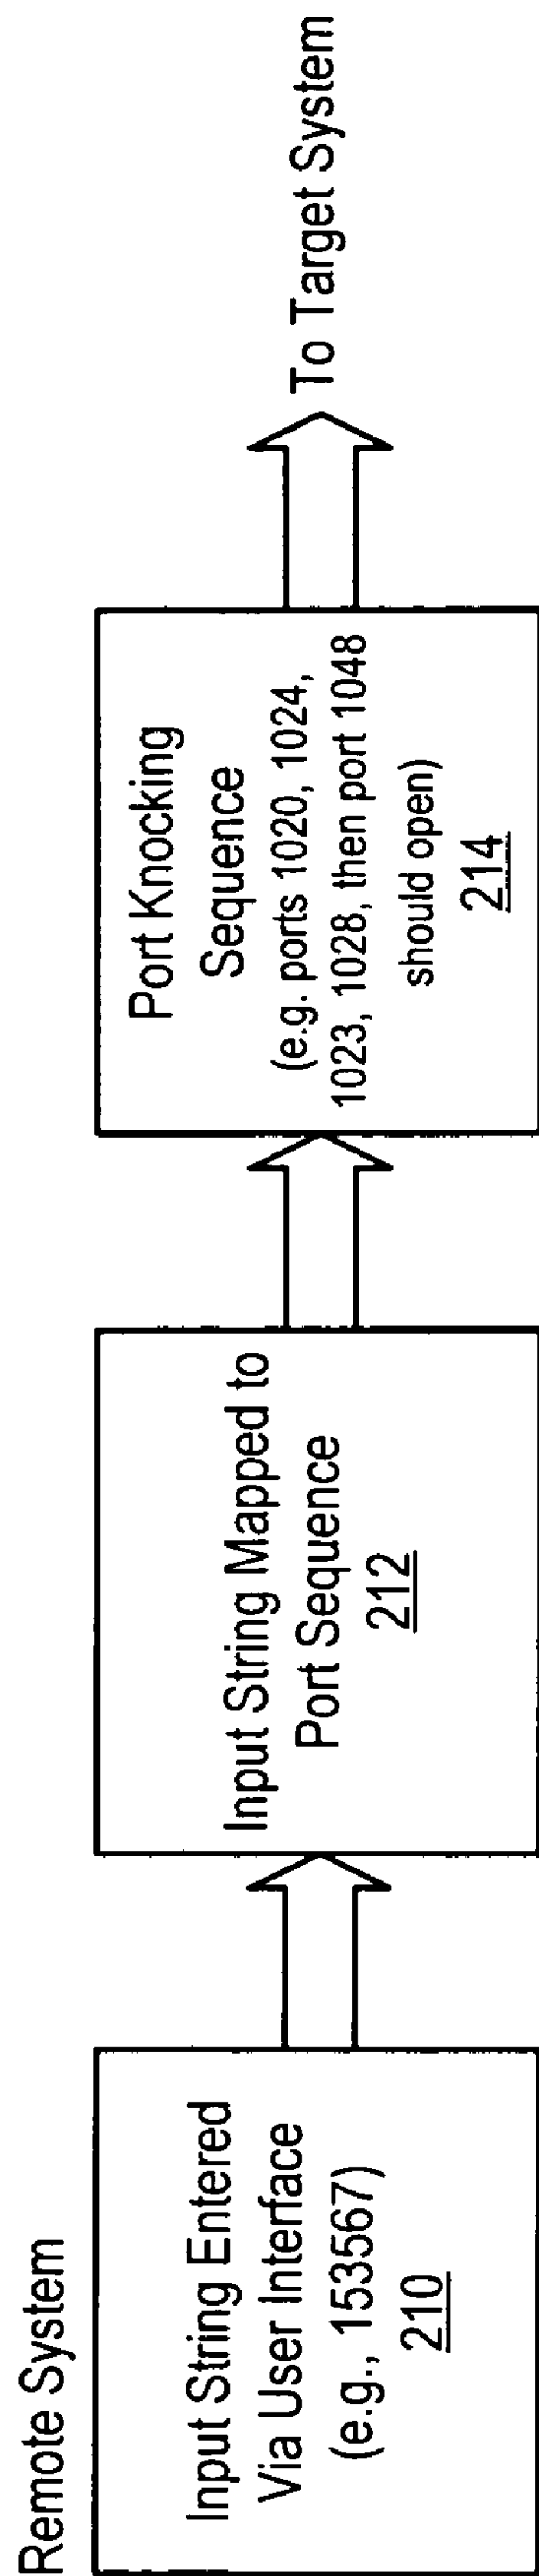 Remote System
Input String Entered
Via User Interface
(e.g., 153567)
210
Input String Mapped to
Port Sequence
212
Port Knocking
Sequence
(e.g. ports 1020, 1024,
1023, 1028, then port 1048
should open)
214
To Target System